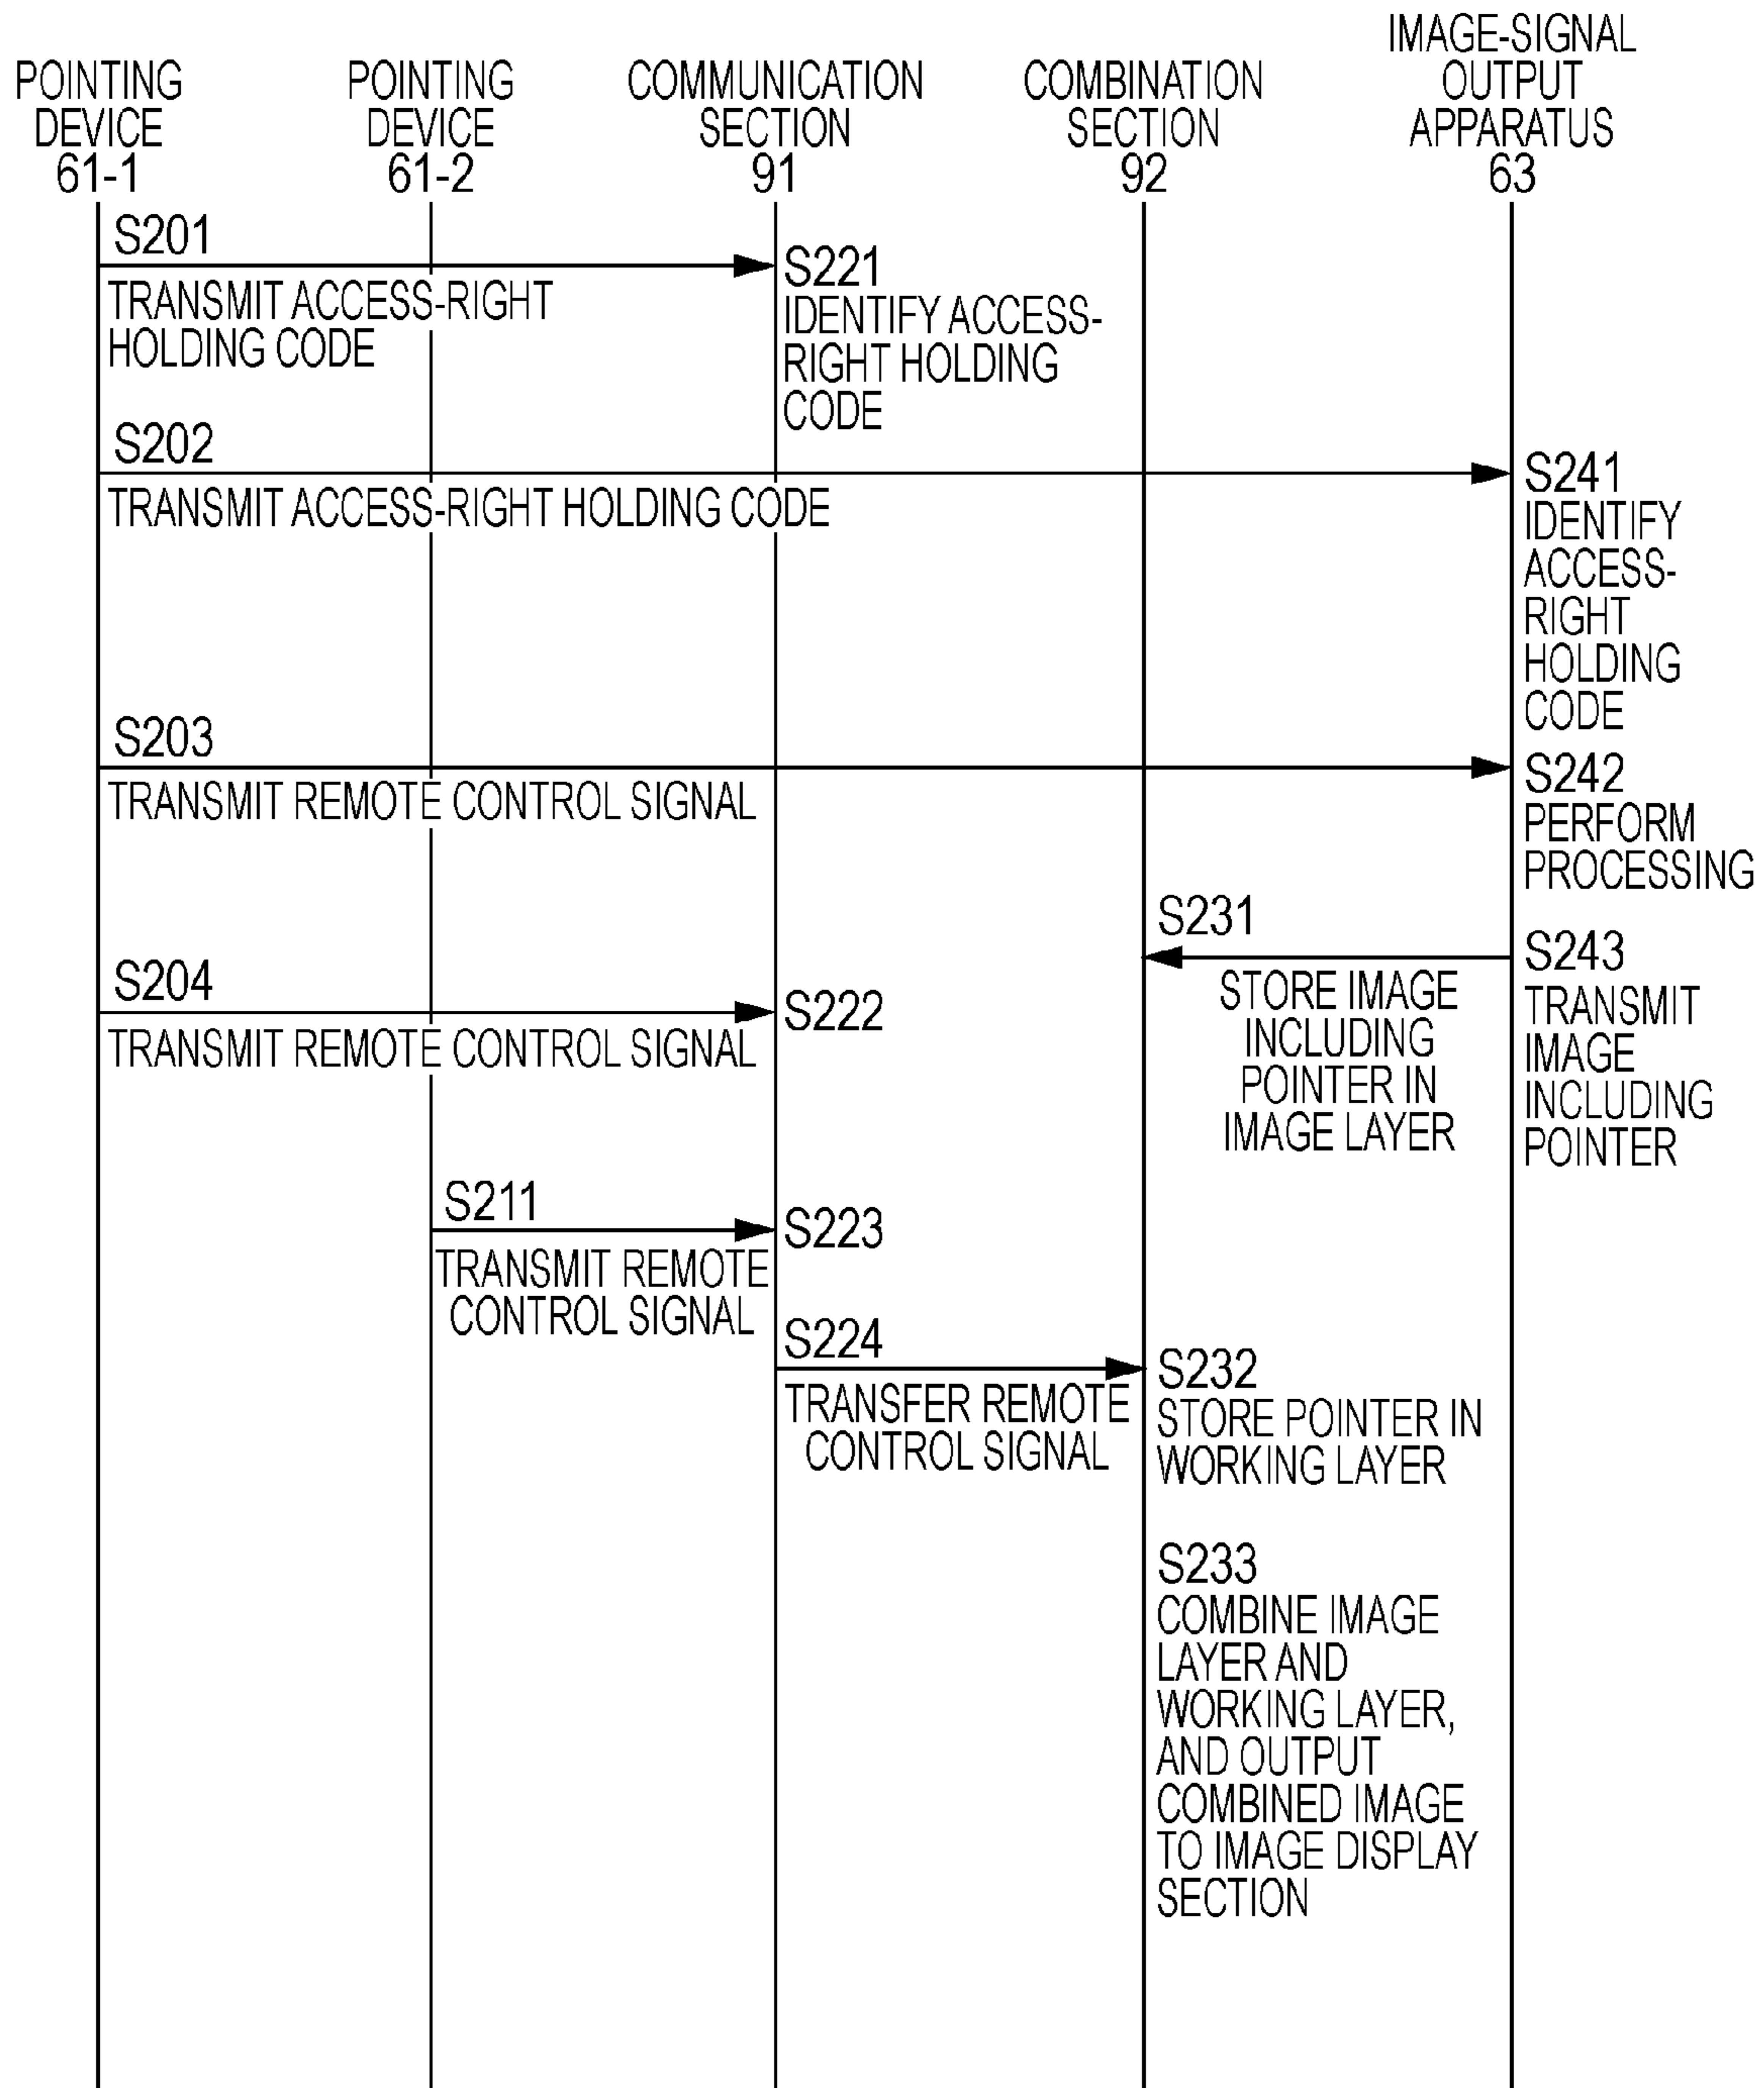 POINTING
DEVICE
61-1
POINTING
DEVICE
61-2
COMMUNICATION
SECTION
91
COMBINATION
SECTION
92
IMAGE-SIGNAL
OUTPUT
APPARATUS
63
S201
TRANSMIT ACCESS-RIGHT
HOLDING CODE
S221
IDENTIFY ACCESS-
RIGHT HOLDING
CODE
S202
TRANSMIT ACCESS-RIGHT HOLDING CODE
S241
IDENTIFY
ACCESS-
RIGHT
HOLDING
CODE
S203
TRANSMIT REMOTE CONTROL SIGNAL
S242
PERFORM
PROCESSING
S231
STORE IMAGE
INCLUDING
POINTER IN
IMAGE LAYER
S243
TRANSMIT
IMAGE
INCLUDING
POINTER
S204
TRANSMIT REMOTE CONTROL SIGNAL
S222
S211
TRANSMIT REMOTE
CONTROL SIGNAL
S223
S224
TRANSFER REMOTE
CONTROL SIGNAL
S232
STORE POINTER IN
WORKING LAYER
S233
COMBINE IMAGE
LAYER AND
WORKING LAYER,
AND OUTPUT
COMBINED IMAGE
TO IMAGE DISPLAY
SECTION